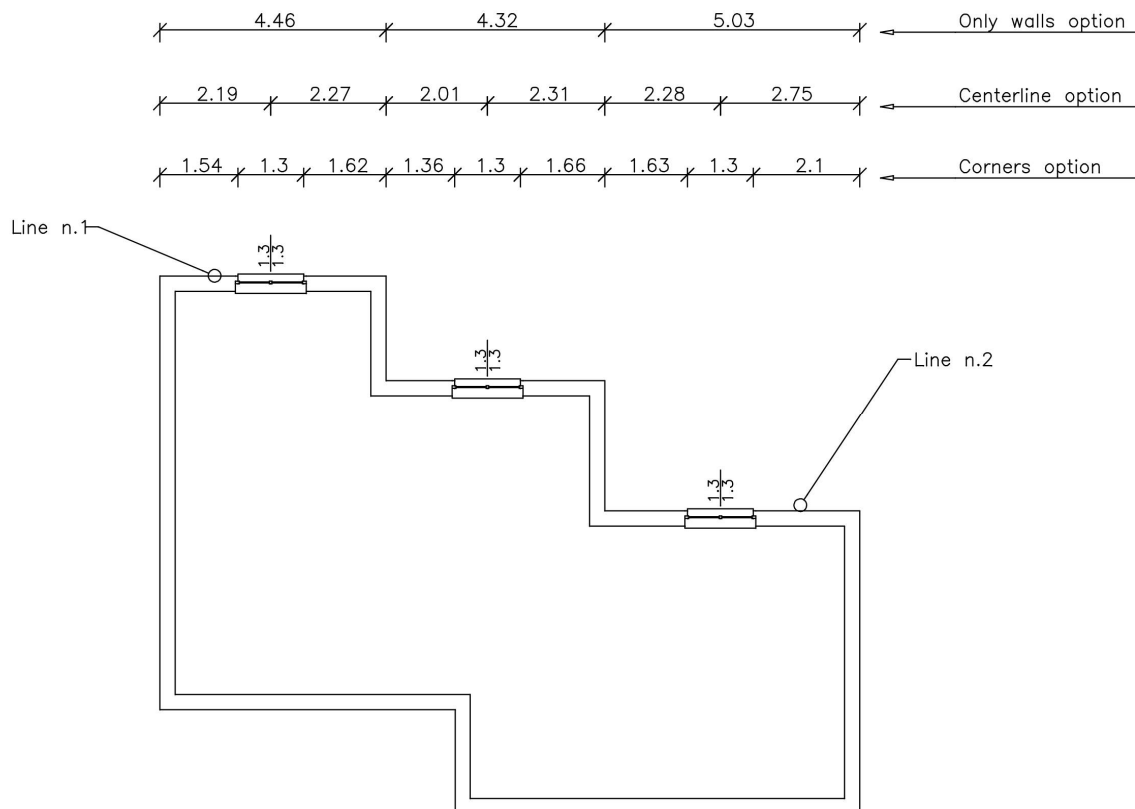 4.46 4.32 5.03 Only walls option
2.19 2.27 2.01 2.31 2.28 2.75 Centerline option
1.54 1.3 1.62 1.36 1.3 1.66 1.63 1.3 2.1 Corners option
Line n.1
1.3
1.3
1.3
1.3
Line n.2
1.3
1.3